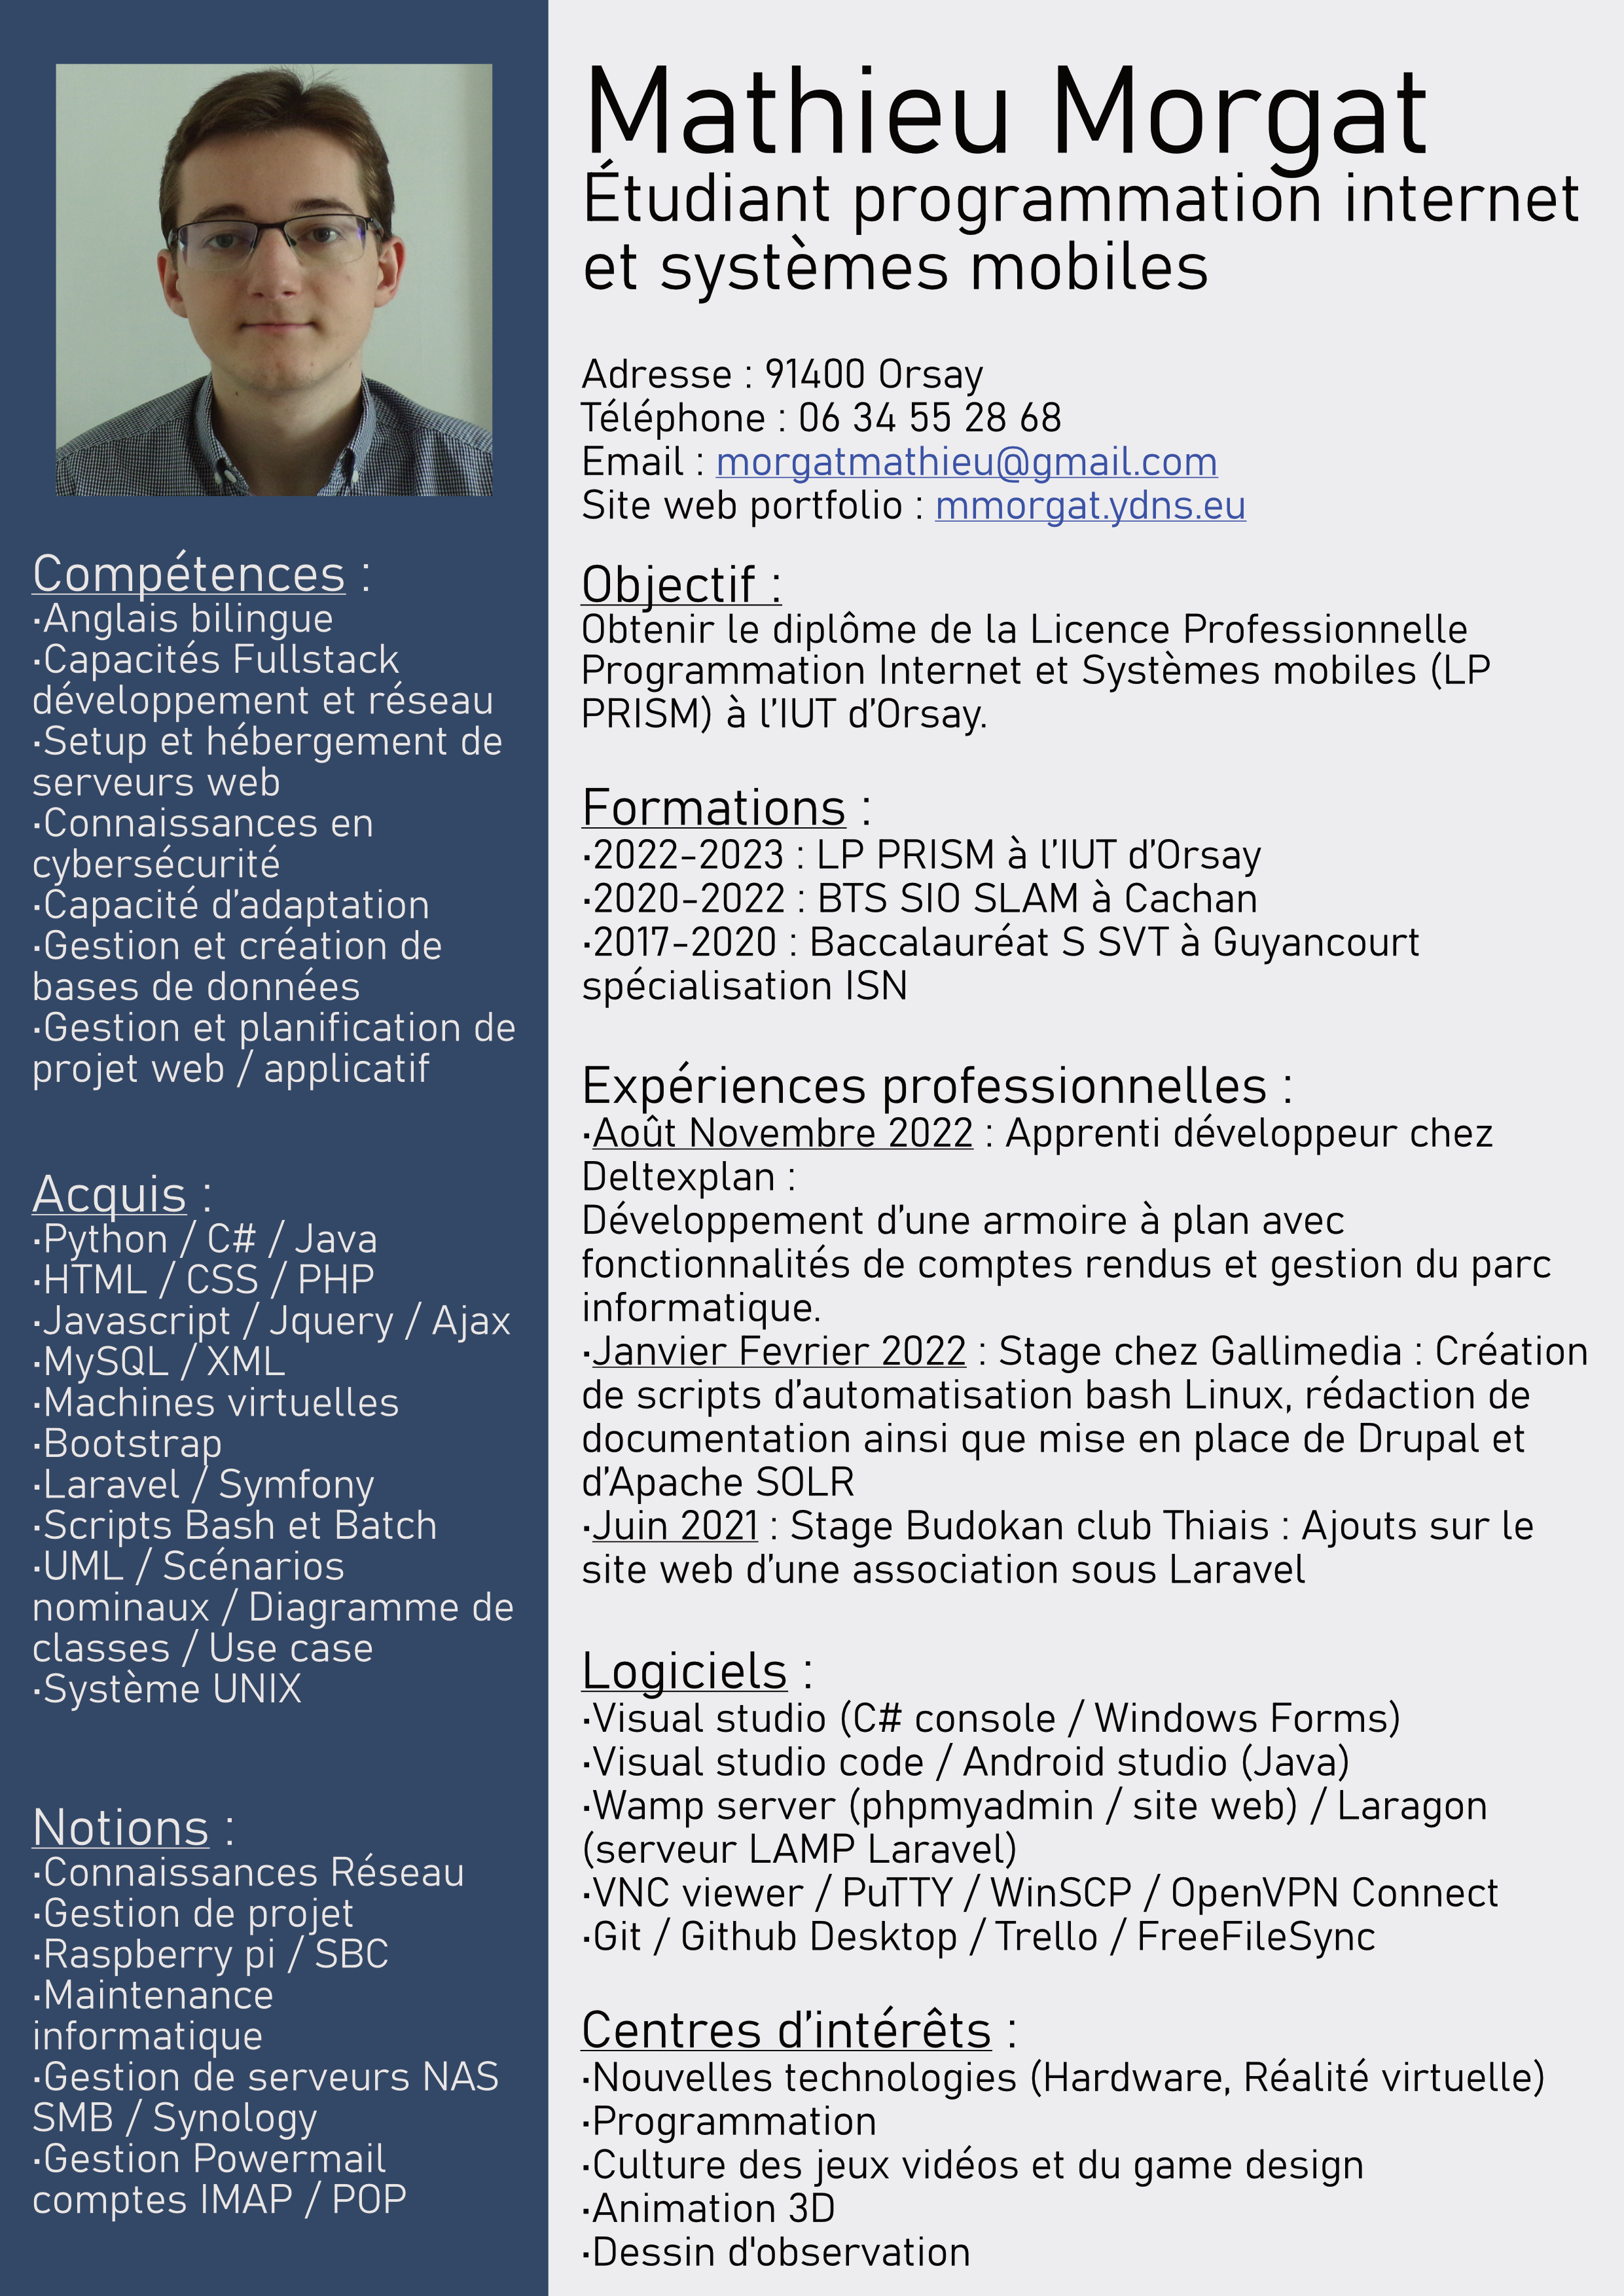 Mathieu Morgat
Étudiant programmation internet
et systèmes mobiles
Adresse : 91400 Orsay
Téléphone : 06 34 55 28 68
Email : morgatmathieu@gmail.com
Site web portfolio : mmorgat.ydns.eu
Objectif :
Obtenir le diplôme de la Licence Professionnelle
Programmation Internet et Systèmes mobiles (LP
PRISM) à l’IUT d’Orsay.
Formations :
·2022-2023 : LP PRISM à l’IUT d’Orsay
·2020-2022 : BTS SIO SLAM à Cachan
·2017-2020 : Baccalauréat S SVT à Guyancourt
spécialisation ISN
Expériences professionnelles :
·Août Novembre 2022 : Apprenti développeur chez
Deltexplan :
Développement d’une armoire à plan avec
fonctionnalités de comptes rendus et gestion du parc
informatique.
·Janvier Fevrier 2022 : Stage chez Gallimedia : Création
de scripts d’automatisation bash Linux, rédaction de
documentation ainsi que mise en place de Drupal et
d’Apache SOLR
·Juin 2021 : Stage Budokan club Thiais : Ajouts sur le
site web d’une association sous Laravel
Logiciels :
·Visual studio (C# console / Windows Forms)
·Visual studio code / Android studio (Java)
·Wamp server (phpmyadmin / site web) / Laragon
(serveur LAMP Laravel)
·VNC viewer / PuTTY / WinSCP / OpenVPN Connect
·Git / Github Desktop / Trello / FreeFileSync
Centres d’intérêts :
·Nouvelles technologies (Hardware, Réalité virtuelle)
·Programmation
·Culture des jeux vidéos et du game design
·Animation 3D
·Dessin d'observation
Compétences :
·Anglais bilingue
·Capacités Fullstack
développement et réseau
·Setup et hébergement de
serveurs web
·Connaissances en
cybersécurité
·Capacité d’adaptation
·Gestion et création de
bases de données
·Gestion et planification de
projet web / applicatif
Acquis :
·Python / C# / Java
·HTML / CSS / PHP
·Javascript / Jquery / Ajax
·MySQL / XML
·Machines virtuelles
·Bootstrap
·Laravel / Symfony
·Scripts Bash et Batch
·UML / Scénarios
nominaux / Diagramme de
classes / Use case
·Système UNIX
Notions :
·Connaissances Réseau
·Gestion de projet
·Raspberry pi / SBC
·Maintenance
informatique
·Gestion de serveurs NAS
SMB / Synology
·Gestion Powermail
comptes IMAP / POP